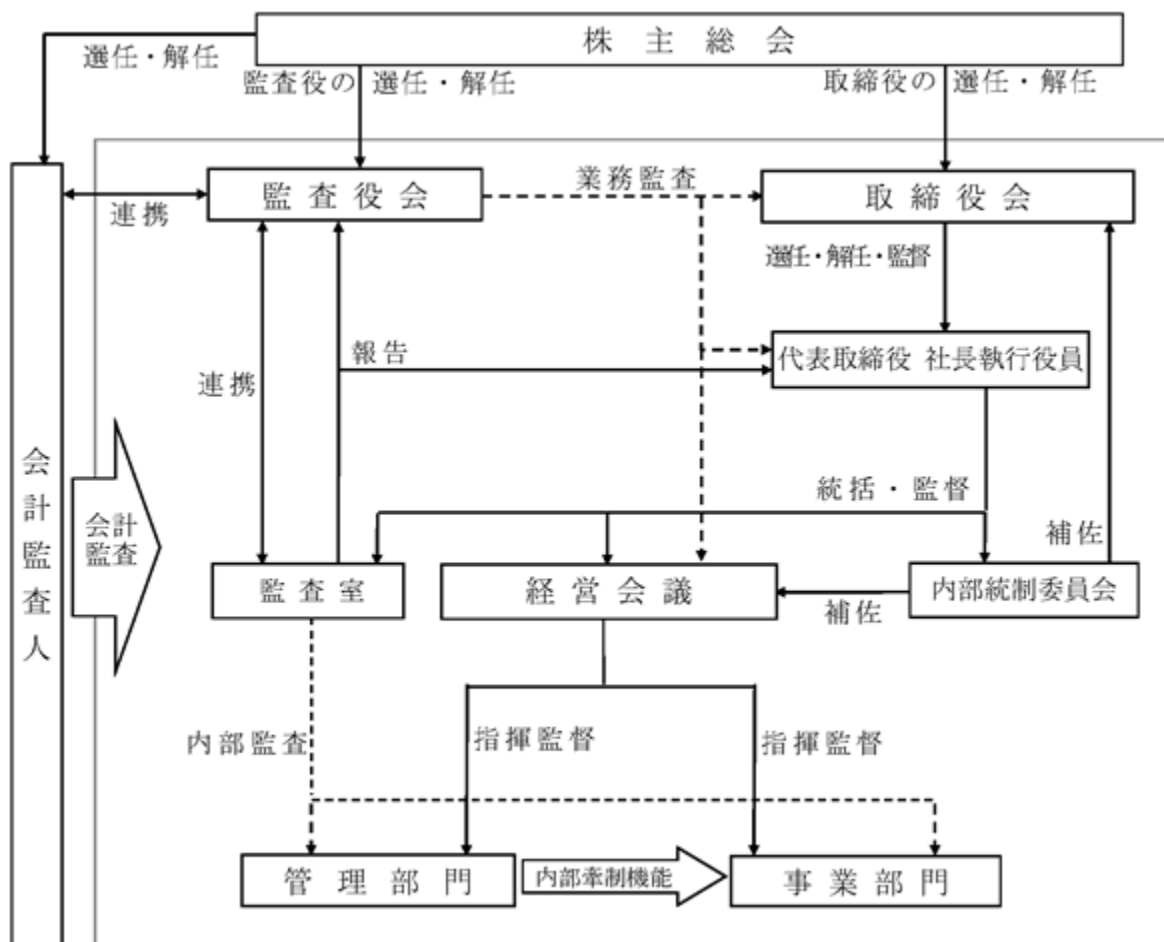 株主総会
選任・解任
監査役の 選任・解任
取締役の 選任・解任
監査役会
業務監査
取締役会
連携
選任・解任・監督
報告
代表取締役 社長執行役員
連携
会計監査人
会計
監査
統括・監督
補佐
監査室
経営会議
内部統制委員会
補佐
内部監査
指揮監督
指揮監督
管理部門
内部牽制機能
事業部門